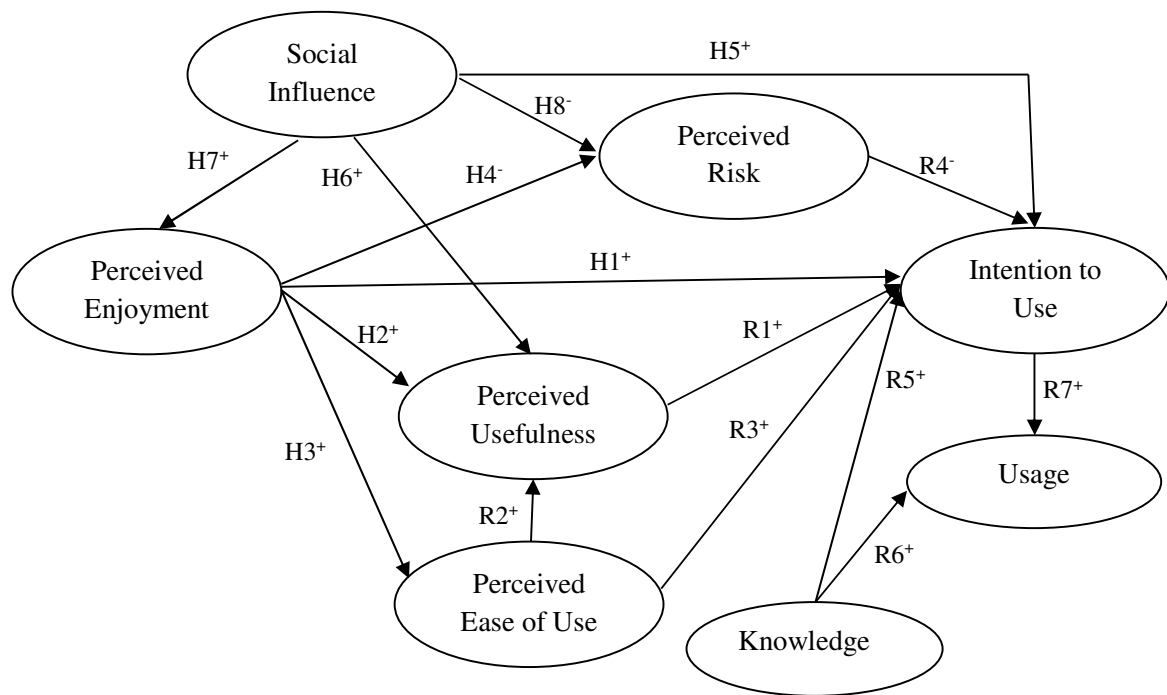 Social
Influence
H5⁺
H8⁻
Perceived
Risk
H7⁺
H6⁺
H4⁻
R4⁻
Perceived
Enjoyment
H1⁺
Intention to
Use
H2⁺
R1⁺
Perceived
Usefulness
R5⁺
R7⁺
H3⁺
R3⁺
Usage
R2⁺
R6⁺
Perceived
Ease of Use
Knowledge